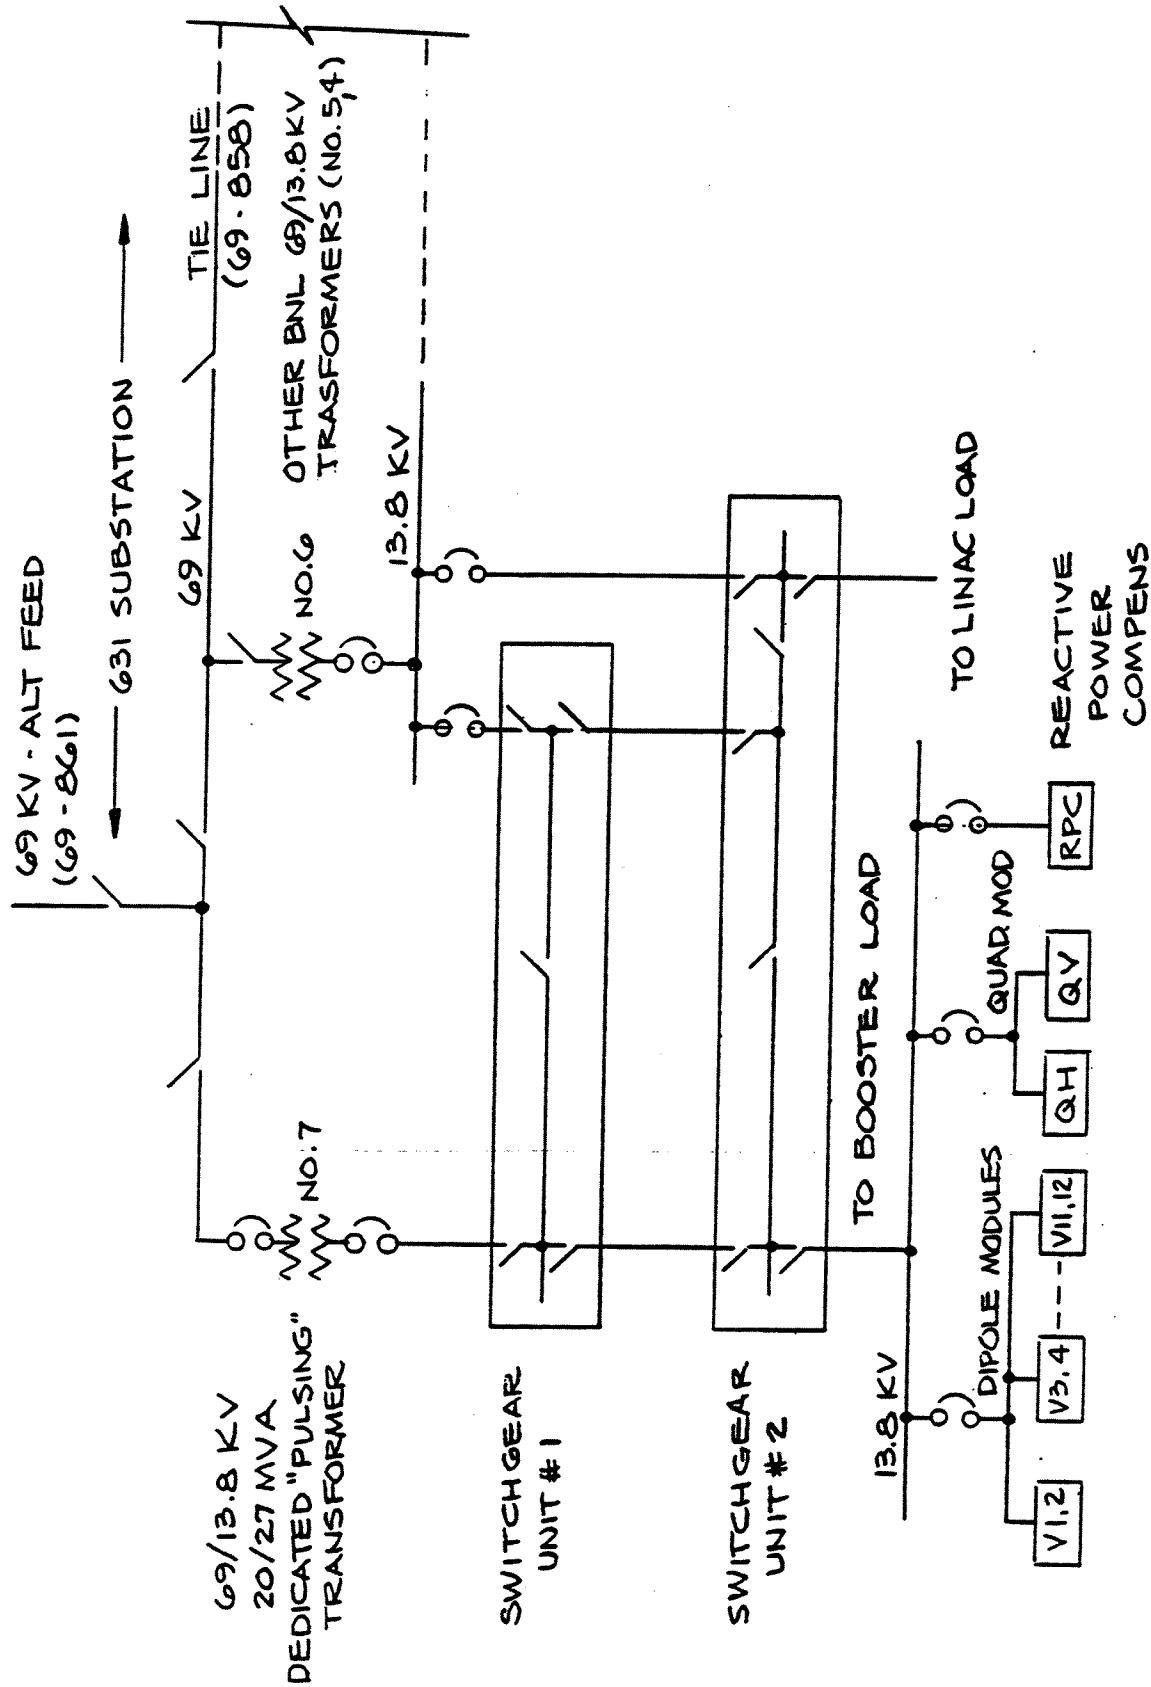 69 KV - ALT FEED
(69 - 861)
631 SUBSTATION
69 KV
TIE LINE
(69 - 858)
69/13.8 KV
20/27 MVA
DEDICATED "PULSING"
TRANSFORMER
NO.7
NO.6
OTHER BNL 69/13.8 KV
TRASFORMERS (NO.5,4)
13.8 KV
SWITCHGEAR
UNIT #1
SWITCHGEAR
UNIT #2
TO BOOSTER LOAD
TO LINAC LOAD
13.8 KV
DIPOLE MODULES
QUAD. MOD
V1,2
V3,4
V11,12
QH
QV
RPC
REACTIVE
POWER
COMPENS